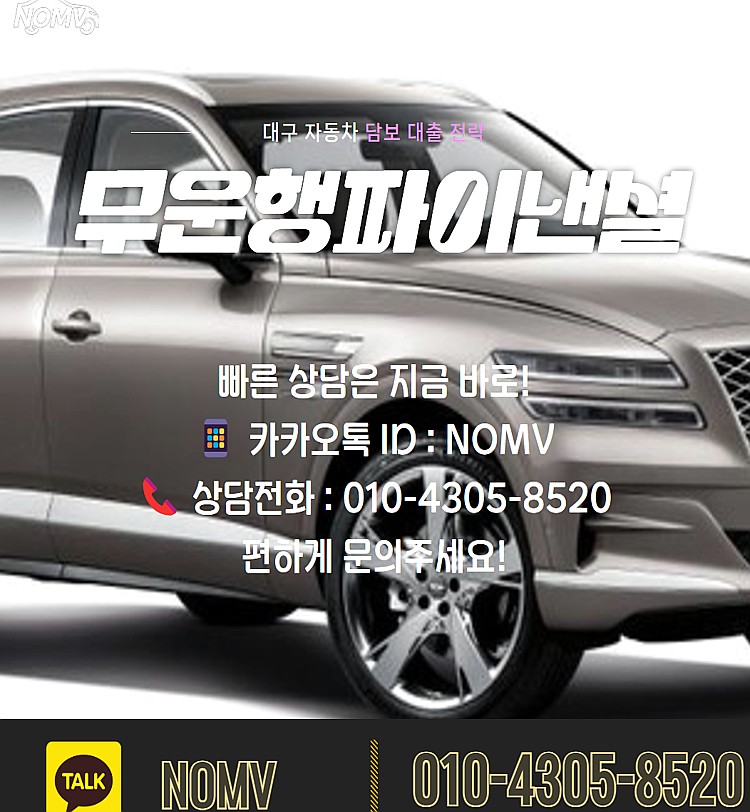 NOMV
대구 자동차 담보 대출 전략
무운행파이낸셜
빠른 상담은 지금 바로!
카카오톡 ID : NOMV
상담전화 : 010-4305-8520
편하게 문의주세요!
TALK
NOMV
010-4305-8520